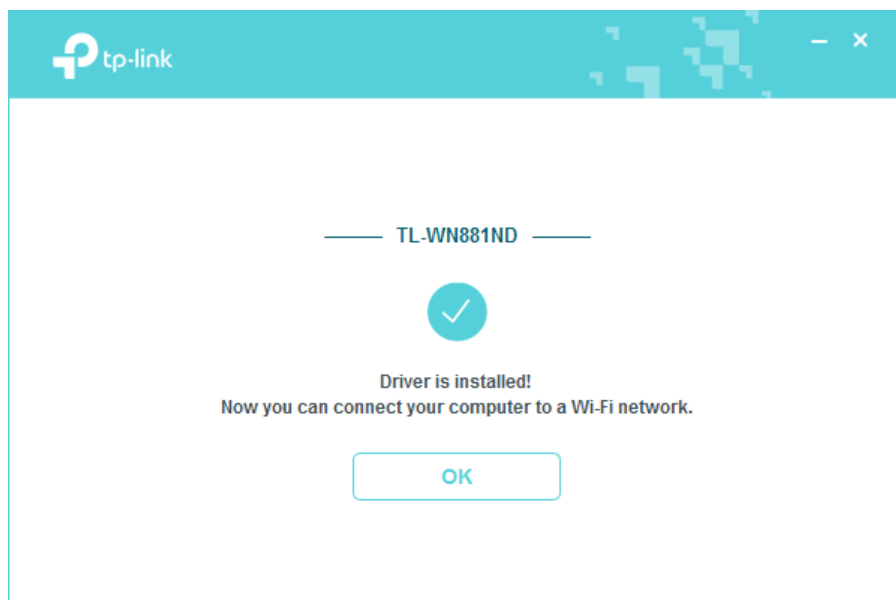 tp-link
TL-WN881ND
Driver is installed!
Now you can connect your computer to a Wi-Fi network.
OK